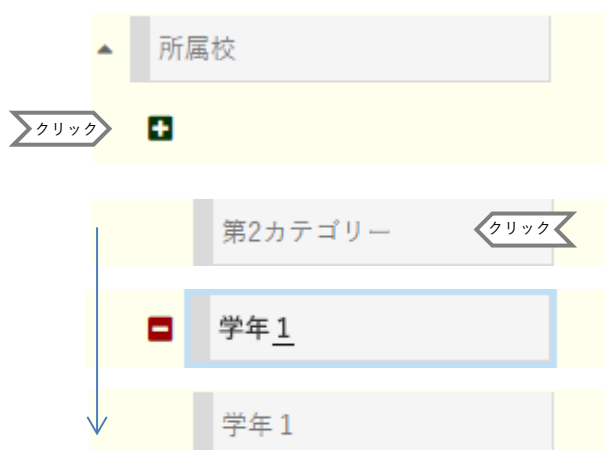 所属校
クリック
第2カテゴリー
クリック
学年１
学年１